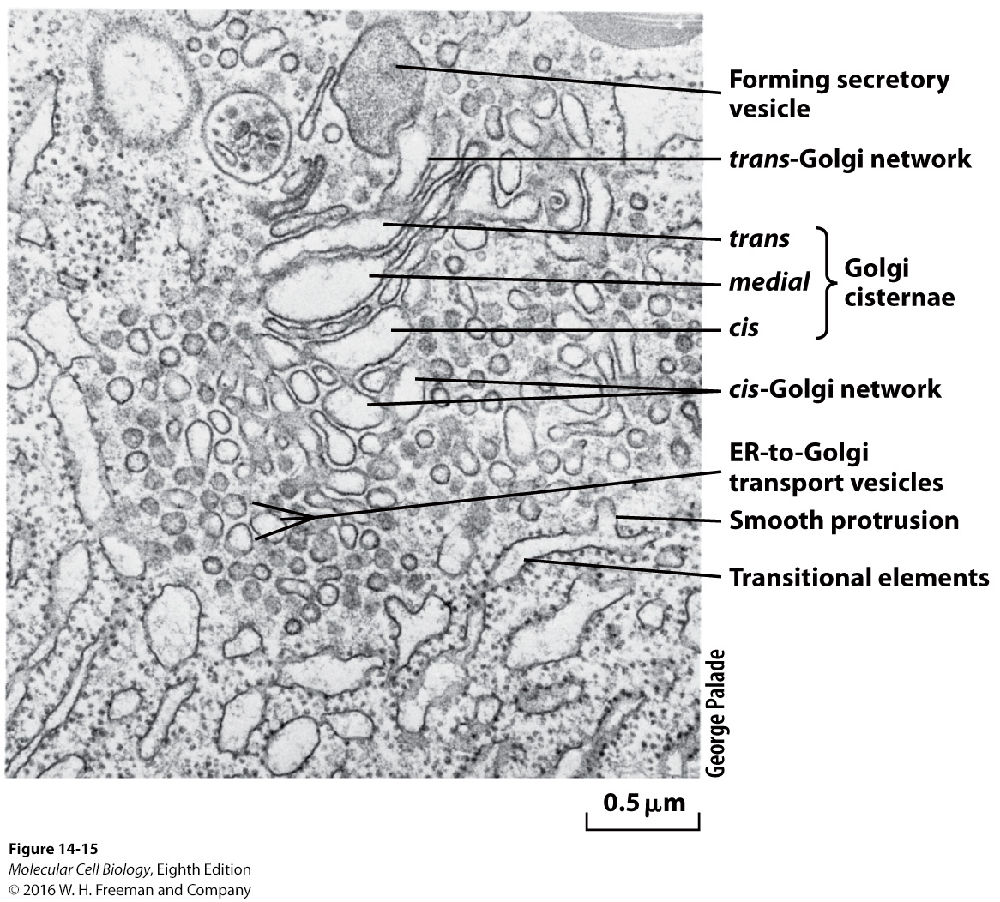 Forming secretory
vesicle
trans-Golgi network
trans
medial
cis
Golgi
cisternae
cis-Golgi network
ER-to-Golgi
transport vesicles
Smooth protrusion
Transitional elements
George Palade
0.5 μm
Figure 14-15
Molecular Cell Biology, Eighth Edition
© 2016 W. H. Freeman and Company